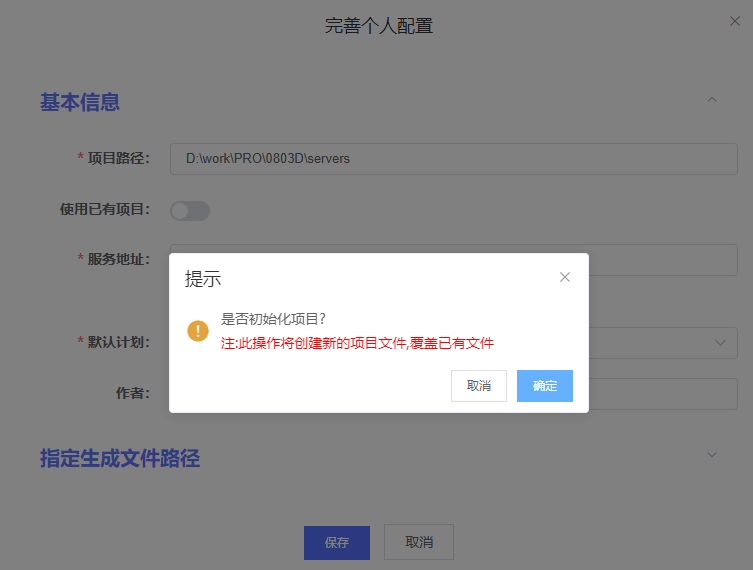 完善个人配置
基本信息
* 项目路径: D:\work\PRO\0803D\servers
使用已有项目:
* 服务地址:
提示
是否初始化项目?
注:此操作将创建新的项目文件,覆盖已有文件
* 默认计划:
取消 确定
作者:
指定生成文件路径
保存 取消